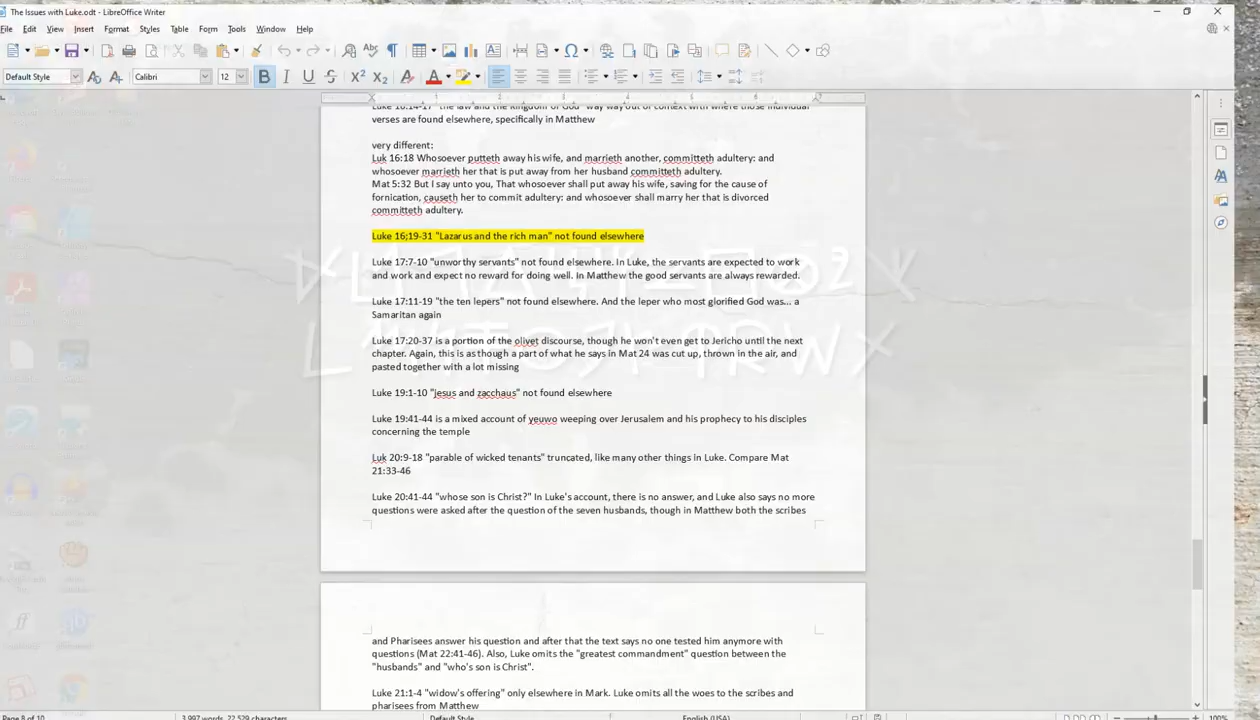 The Issues with Luke.odt - LibreOffice Writer
File Edit View Insert Format Styles Table Form Tools Window Help
Default Style Calibri 12
verses are found elsewhere, specifically in Matthew
very different:
Luk 16:18 Whosoever putteth away his wife, and marrieth another, committeth adultery: and
whosoever marrieth her that is put away from her husband committeth adultery.
Mat 5:32 But I say unto you, That whosoever shall put away his wife, saving for the cause of
fornication, causeth her to commit adultery: and whosoever shall marry her that is divorced
committeth adultery.
Luke 16;19-31 "Lazarus and the rich man" not found elsewhere
Luke 17:7-10 "unworthy servants" not found elsewhere. In Luke, the servants are expected to work
and work and expect no reward for doing well. In Matthew the good servants are always rewarded.
Luke 17:11-19 "the ten lepers" not found elsewhere. And the leper who most glorified God was... a
Samaritan again
Luke 17:20-37 is a portion of the olivet discourse, though he won't even get to Jericho until the next
chapter. Again, this is as though a part of what he says in Mat 24 was cut up, thrown in the air, and
pasted together with a lot missing
Luke 19:1-10 "jesus and zacchaus" not found elsewhere
Luke 19:41-44 is a mixed account of yeuwo weeping over Jerusalem and his prophecy to his disciples
concerning the temple
Luk 20:9-18 "parable of wicked tenants" truncated, like many other things in Luke. Compare Mat
21:33-46
Luke 20:41-44 "whose son is Christ?" In Luke's account, there is no answer, and Luke also says no more
questions were asked after the question of the seven husbands, though in Matthew both the scribes
and Pharisees answer his question and after that the text says no one tested him anymore with
questions (Mat 22:41-46). Also, Luke omits the "greatest commandment" question between the
"husbands" and "who's son is Christ".
Luke 21:1-4 "widow's offering" only elsewhere in Mark. Luke omits all the woes to the scribes and
pharisees from Matthew
Page 8 of 10 3,997 words, 22,529 characters Default Style English (USA) 100%